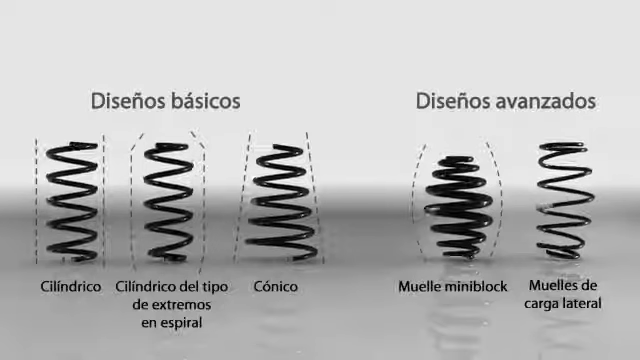 Diseños básicos
Diseños avanzados
Cilíndrico
Cilíndrico del tipo
de extremos
en espiral
Cónico
Muelle miniblock
Muelles de
carga lateral